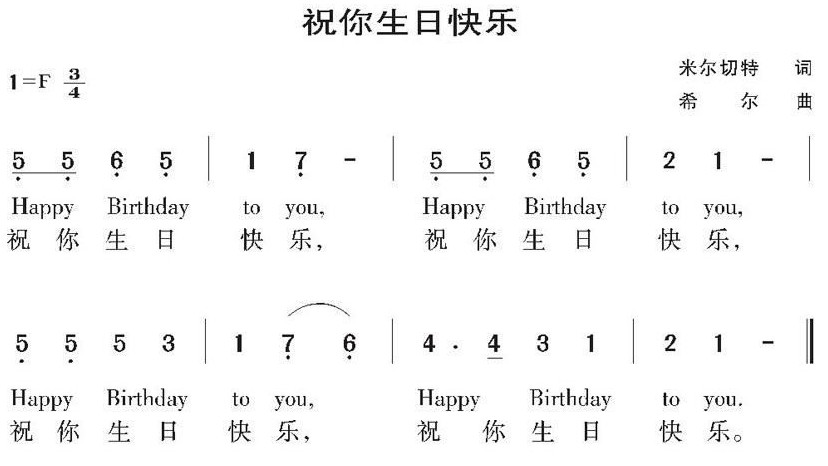 祝你生日快乐
1=F 3/4
米尔切特 词
希 尔 曲
5 5 6 5 | 1 7 - | 5 5 6 5 | 2 1 - |
Happy Birthday to you, Happy Birthday to you,
祝 你 生 日 快 乐, 祝 你 生 日 快 乐,
5 5 5 3 | 1 7 6 | 4 . 4 3 1 | 2 1 - ‖
Happy Birthday to you, Happy Birthday to you.
祝 你 生 日 快 乐, 祝 你 生 日 快 乐。